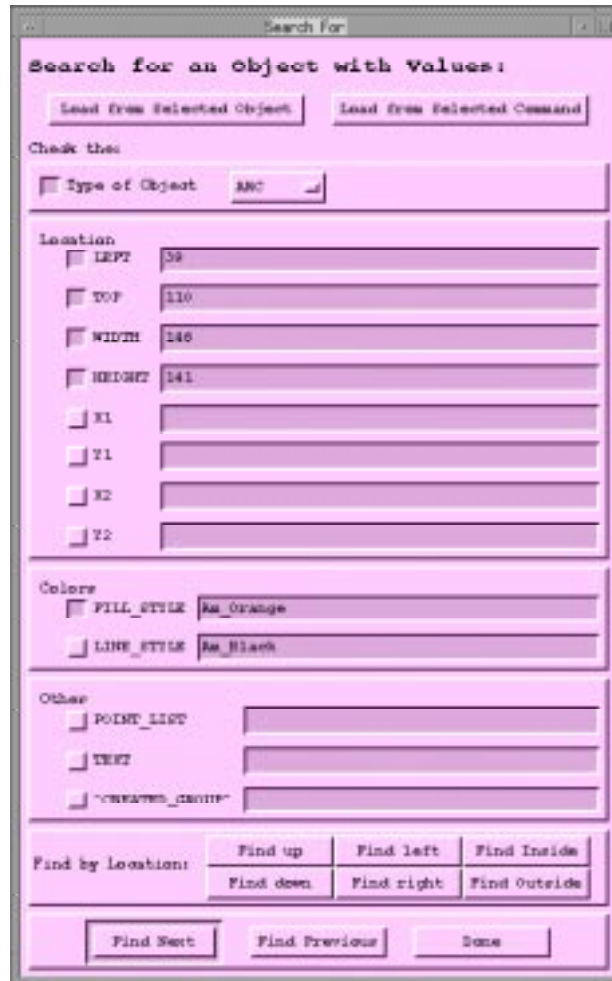 Search For
Search for an Object with Values:
Load from Selected Object Load from Selected Command
Check the:
Type of Object ARC
Location
LEFT 39
TOP 110
WIDTH 146
HEIGHT 141
X1
Y1
X2
Y2
Colors
FILL_STYLE Am_Orange
LINE_STYLE Am_Black
Other
POINT_LIST
TEXT
~CREATED_GROUP~
Find by Location: Find up Find left Find Inside
Find down Find right Find Outside
Find Next Find Previous Done